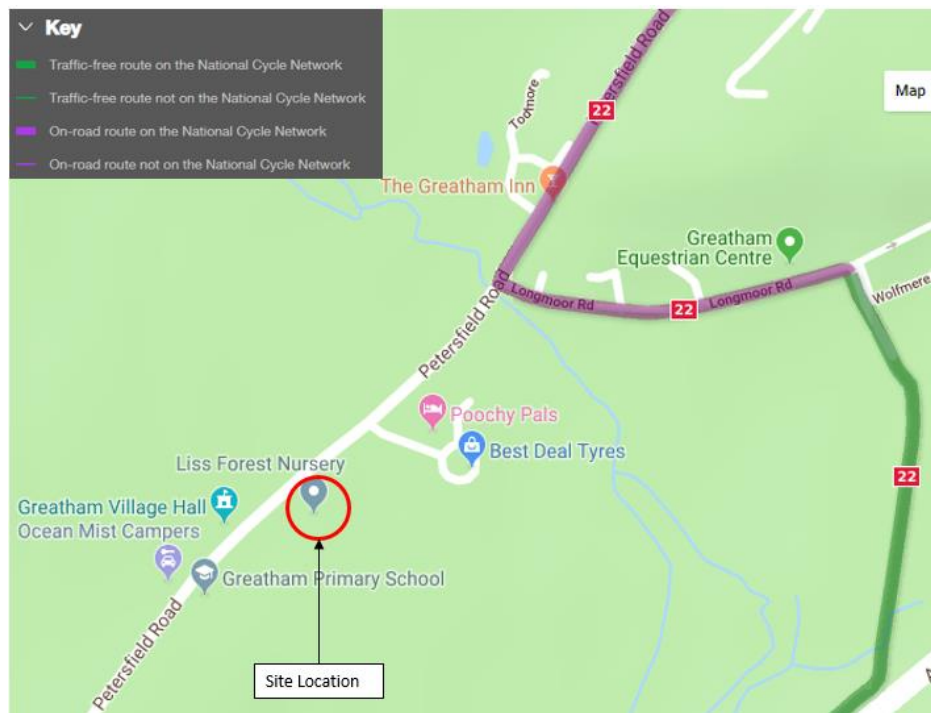 Key
Traffic-free route on the National Cycle Network
Traffic-free route not on the National Cycle Network
On-road route on the National Cycle Network
On-road route not on the National Cycle Network
Map
Petersfield Road
22
Todmore
The Greatham Inn
Greatham
Equestrian Centre
Longmoor Rd
22
Longmoor Rd
Wolfmere
Petersfield Road
Poochy Pals
Best Deal Tyres
22
Liss Forest Nursery
Greatham Village Hall
Ocean Mist Campers
Greatham Primary School
Petersfield Road
Site Location
A